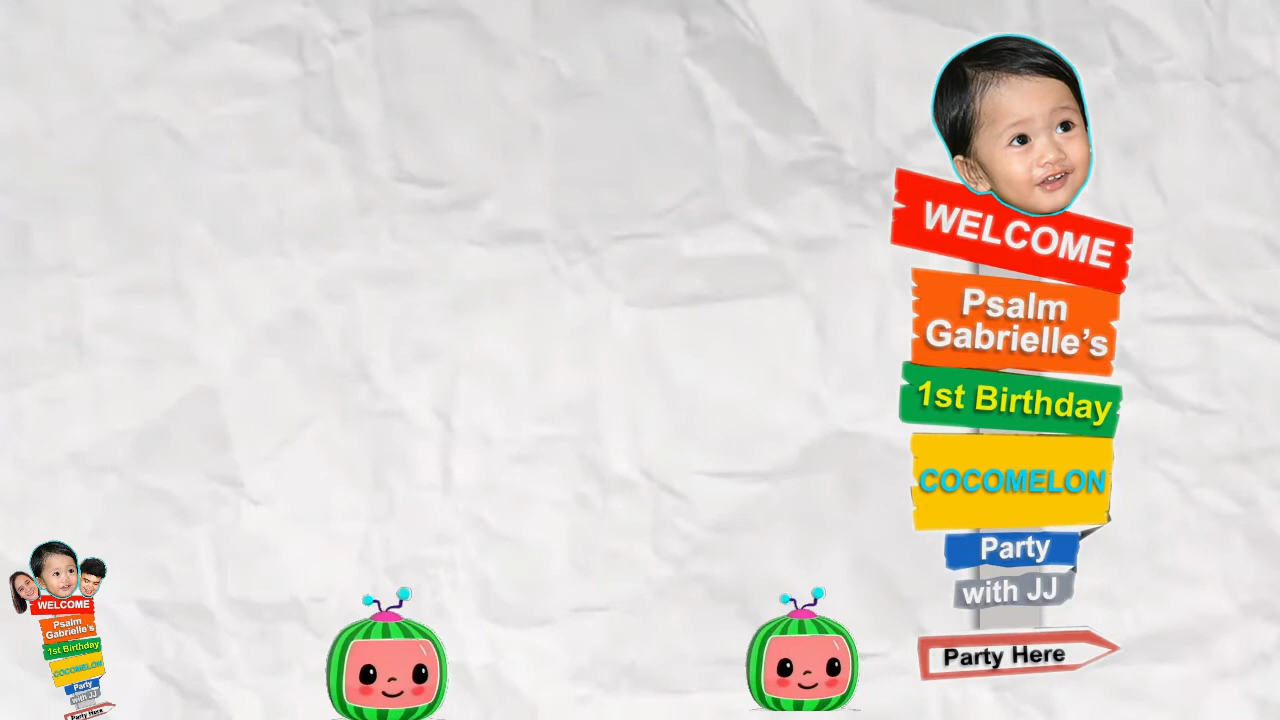 WELCOME
Psalm
Gabrielle's
1st Birthday
COCOMELON
Party
with JJ
Party Here
WELCOME
Psalm
Gabrielle's
1st Birthday
COCOMELON
Party
with JJ
Party Here